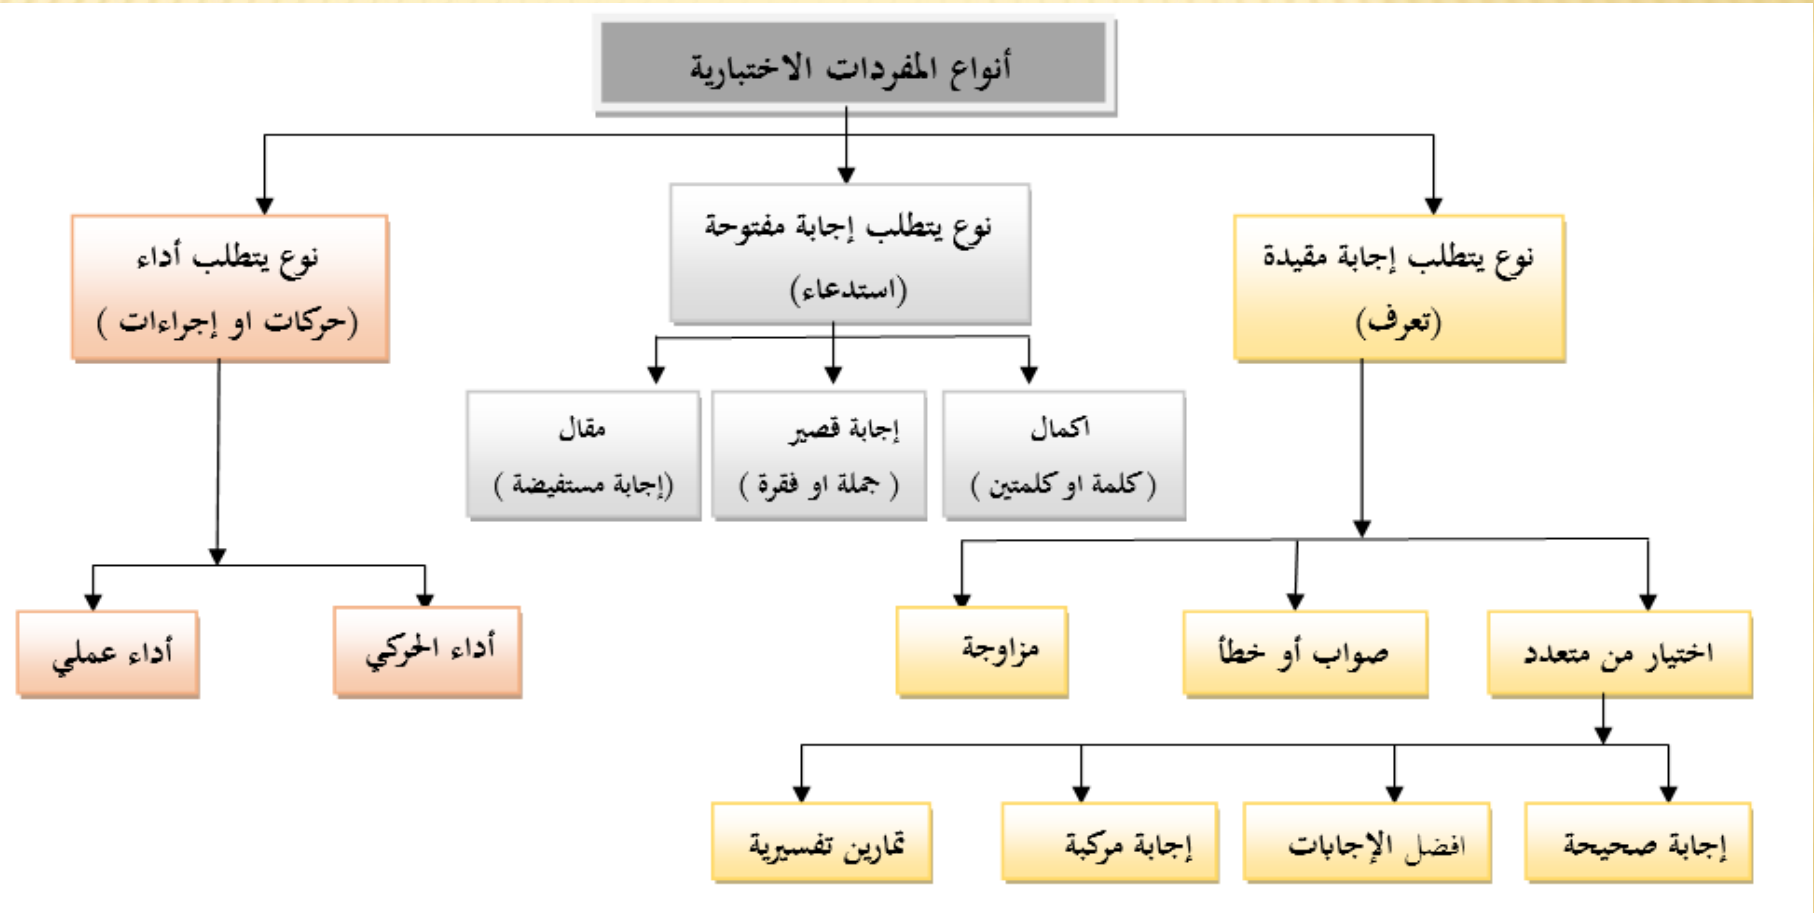 أنواع المفردات الاختبارية
نوع يتطلب إجابة مقيدة
(تعرف)
نوع يتطلب إجابة مفتوحة
(استدعاء)
نوع يتطلب أداء
(حركات او إجراءات )
اكمال
(كلمة او كلمتين )
إجابة قصير
( جملة او فقرة )
مقال
(إجابة مستفيضة )
اختيار من متعدد
صواب أو خطأ
مزاوجة
أداء الحركي
أداء عملي
إجابة صحيحة
افضل الإجابات
إجابة مركبة
تمارين تفسيرية